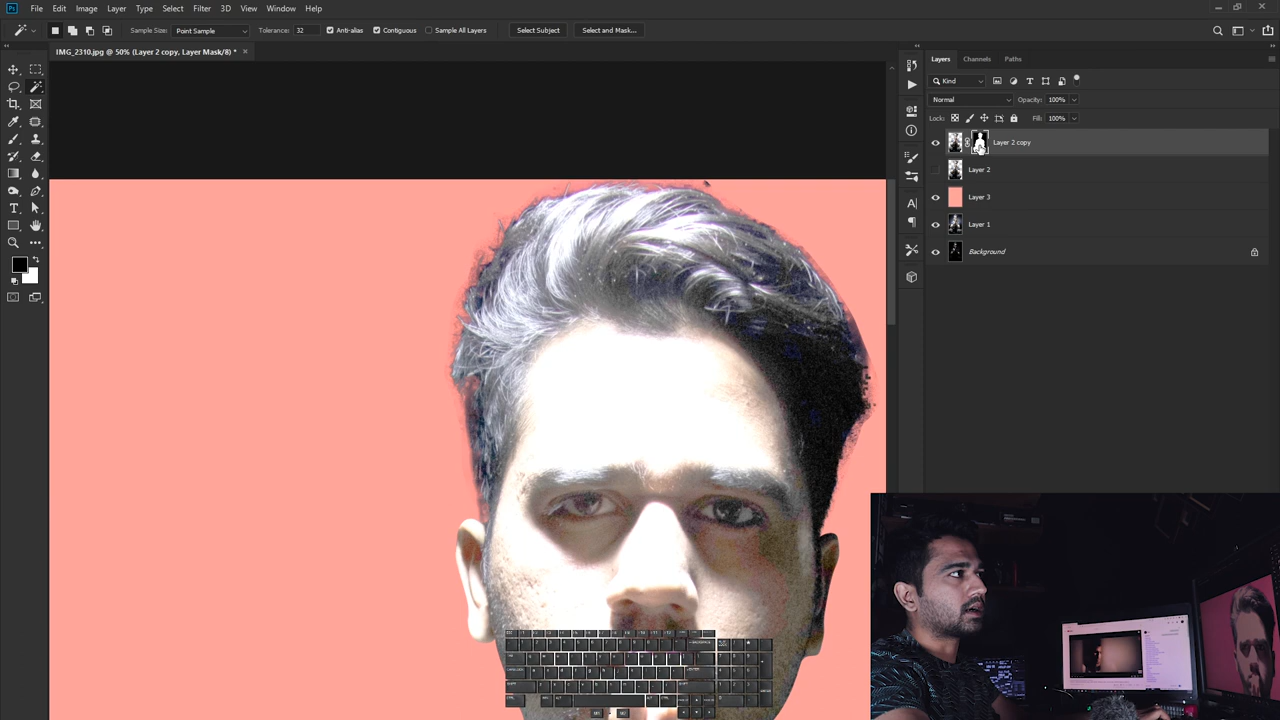 Ps File Edit Image Layer Type Select Filter 3D View Window Help
Sample Size: Point Sample Tolerance: 32 Anti-alias Contiguous Sample All Layers Select Subject Select and Mask...
IMG_2310.jpg @ 50% (Layer 2 copy, Layer Mask/8) * ×
Layers Channels Paths
Kind
Normal Opacity: 100%
Lock: Fill: 100%
Layer 2 copy
Layer 2
Layer 3
Layer 1
Background